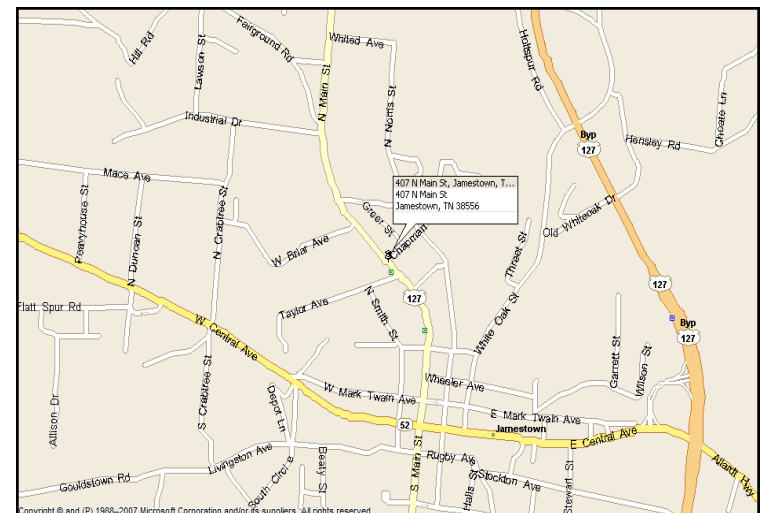 Fairground Rd
Whited Ave
Hill Rd
Lawson St
N Main St
N Norris St
Holtspur Rd
Choate Ln
Industrial Dr
Byp
127
Hensley Rd
Mace Ave
407 N Main St, Jamestown, T...
407 N Main St
Jamestown, TN 38556
Peavyhouse St
N Duncan St
N Crabtree St
Greer St
Chapman
Old Whiteoak Dr
Threet St
W Briar Ave
127
127
Flatt Spur Rd
Taylor Ave
N Smith St
White Oak St
Byp
127
W Central Ave
Garrett St
Wilson St
Wheeler Ave
W Mark Twain Ave
E Mark Twain Ave
Allison Dr
S Crabtree St
Depot Ln
52
Jamestown
E Central Ave
S Main St
Livingston Ave
Rugby Ave
Stockton Ave
Gouldstown Rd
South Circle
Beaty St
Halls St
Stewart St
Allardt Hwy
Copyright © and (P) 1988–2007 Microsoft Corporation and/or its suppliers. All rights reserved.